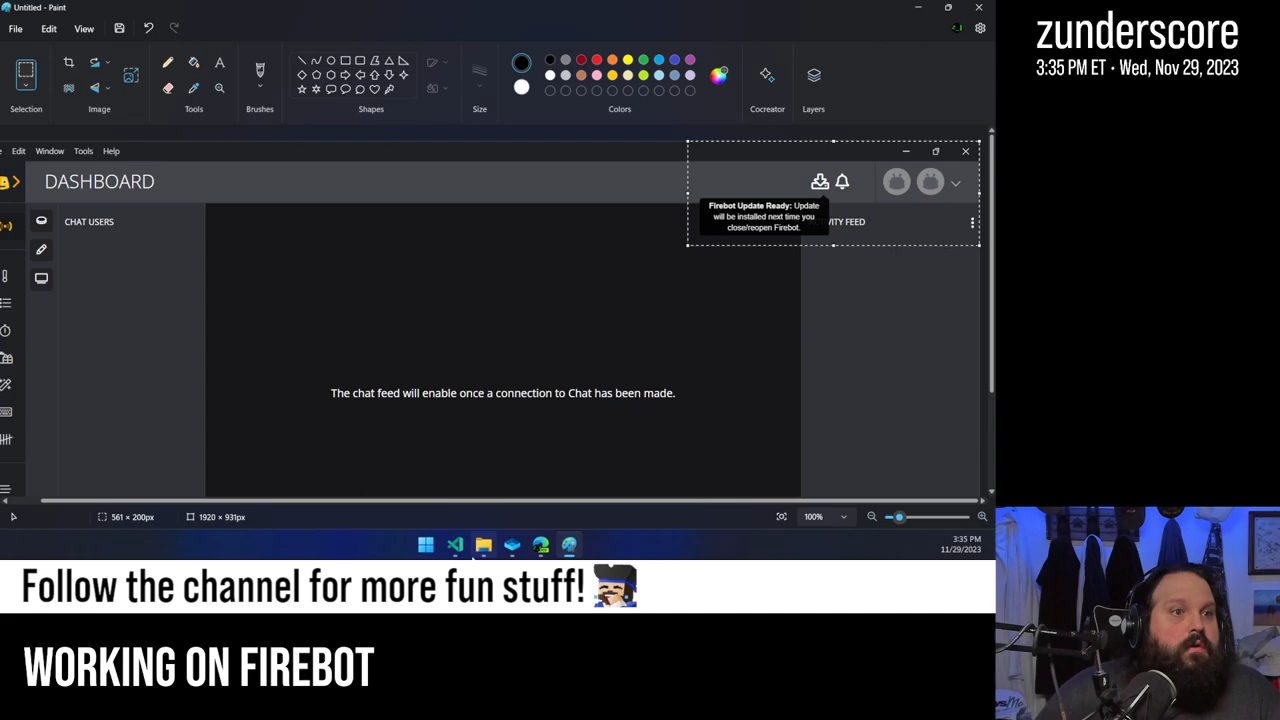 Untitled - Paint
File Edit View
Selection Image Tools Brushes Shapes Size Colors Cocreator Layers
Edit Window Tools Help
DASHBOARD
Firebot Update Ready: Update
will be installed next time you
close/reopen Firebot.
CHAT USERS
FEED
The chat feed will enable once a connection to Chat has been made.
561 × 200px
1920 × 931px
100%
3:35 PM
11/29/2023
Follow the channel for more fun stuff!
WORKING ON FIREBOT
zunderscore
3:35 PM ET · Wed, Nov 29, 2023